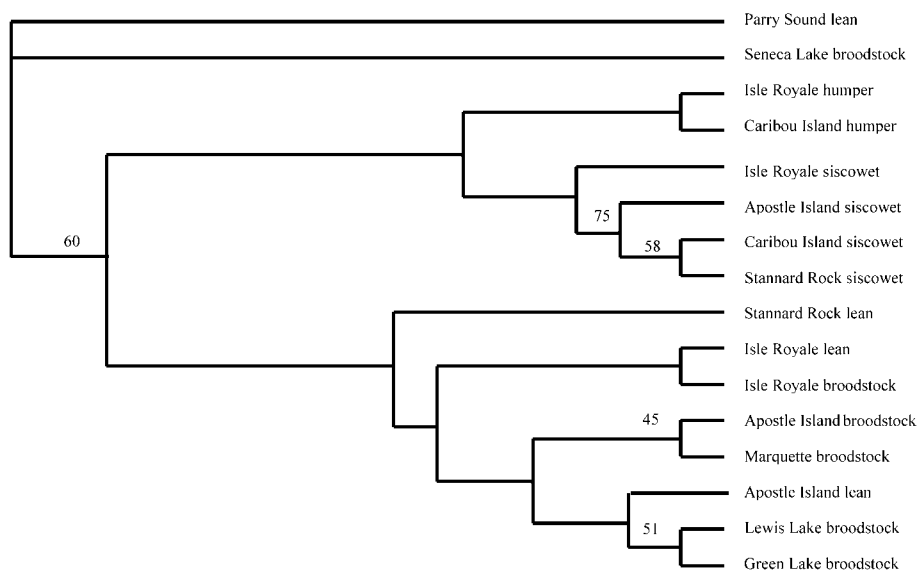 Parry Sound lean
Seneca Lake broodstock
Isle Royale humper
Caribou Island humper
Isle Royale siscowet
75
Apostle Island siscowet
60
58
Caribou Island siscowet
Stannard Rock siscowet
Stannard Rock lean
Isle Royale lean
Isle Royale broodstock
45
Apostle Island broodstock
Marquette broodstock
Apostle Island lean
51
Lewis Lake broodstock
Green Lake broodstock